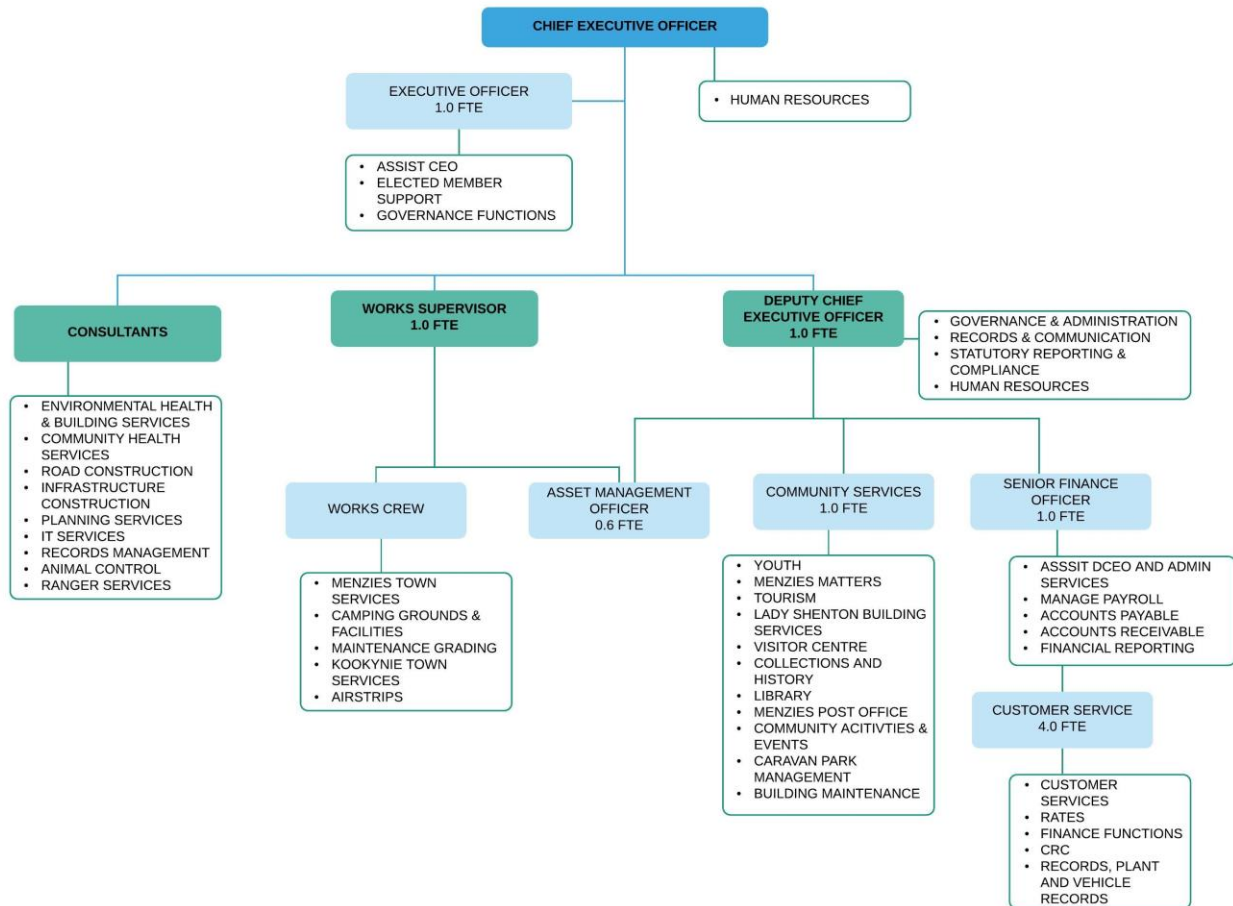 CHIEF EXECUTIVE OFFICER
EXECUTIVE OFFICER
1.0 FTE
• HUMAN RESOURCES
• ASSIST CEO
• ELECTED MEMBER
SUPPORT
• GOVERNANCE FUNCTIONS
CONSULTANTS
WORKS SUPERVISOR
1.0 FTE
DEPUTY CHIEF
EXECUTIVE OFFICER
1.0 FTE
• GOVERNANCE & ADMINISTRATION
• RECORDS & COMMUNICATION
• STATUTORY REPORTING &
COMPLIANCE
• HUMAN RESOURCES
• ENVIRONMENTAL HEALTH
& BUILDING SERVICES
• COMMUNITY HEALTH
SERVICES
• ROAD CONSTRUCTION
• INFRASTRUCTURE
CONSTRUCTION
• PLANNING SERVICES
• IT SERVICES
• RECORDS MANAGEMENT
• ANIMAL CONTROL
• RANGER SERVICES
WORKS CREW
ASSET MANAGEMENT
OFFICER
0.6 FTE
COMMUNITY SERVICES
1.0 FTE
SENIOR FINANCE
OFFICER
1.0 FTE
• MENZIES TOWN
SERVICES
• CAMPING GROUNDS &
FACILITIES
• MAINTENANCE GRADING
• KOOKYNIE TOWN
SERVICES
• AIRSTRIPS
• YOUTH
• MENZIES MATTERS
• TOURISM
• LADY SHENTON BUILDING
SERVICES
• VISITOR CENTRE
• COLLECTIONS AND
HISTORY
• LIBRARY
• MENZIES POST OFFICE
• COMMUNITY ACITIVTIES &
EVENTS
• CARAVAN PARK
MANAGEMENT
• BUILDING MAINTENANCE
• ASSSIT DCEO AND ADMIN
SERVICES
• MANAGE PAYROLL
• ACCOUNTS PAYABLE
• ACCOUNTS RECEIVABLE
• FINANCIAL REPORTING
CUSTOMER SERVICE
4.0 FTE
• CUSTOMER
SERVICES
• RATES
• FINANCE FUNCTIONS
• CRC
• RECORDS, PLANT
AND VEHICLE
RECORDS